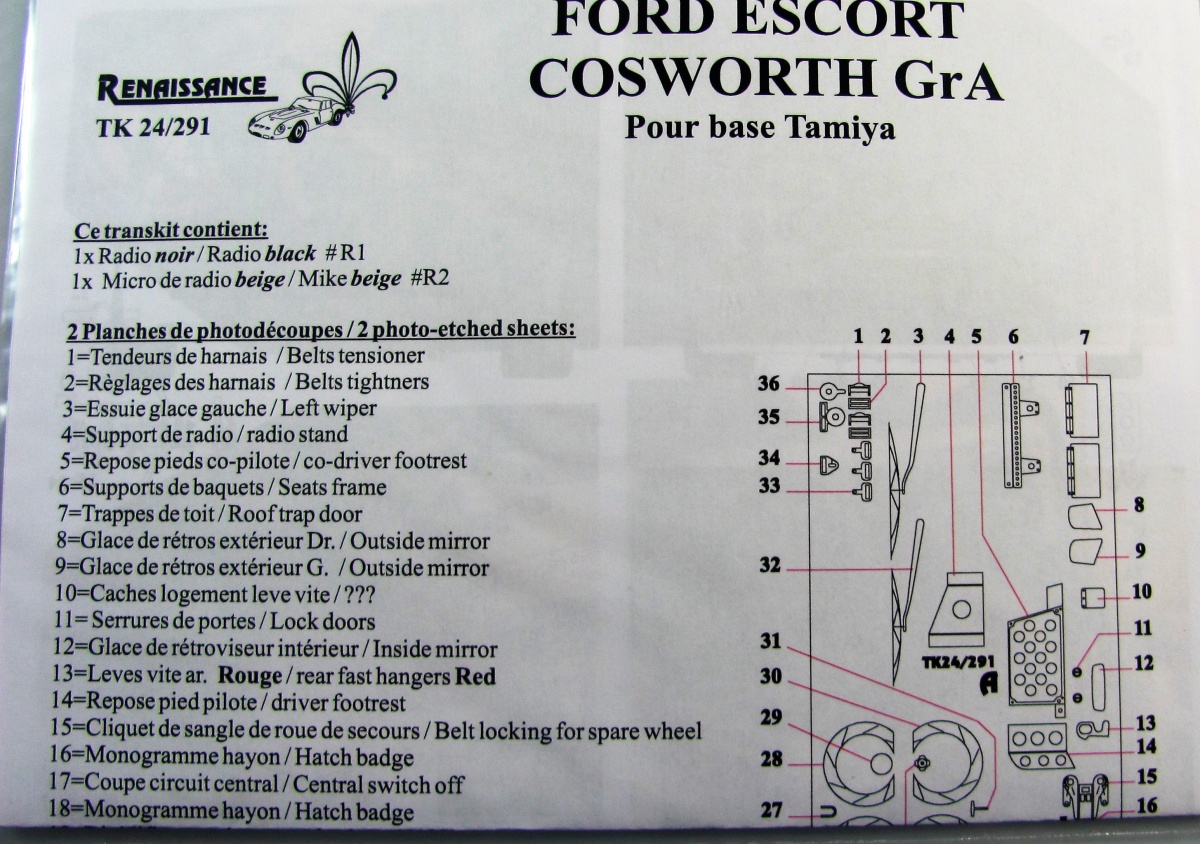 FORD ESCORT
COSWORTH GrA
Pour base Tamiya
RENAISSANCE
TK 24/291
Ce transkit contient:
1x Radio noir / Radio black #R1
1x Micro de radio beige / Mike beige #R2
2 Planches de photodécoupes / 2 photo-etched sheets:
1=Tendeurs de harnais / Belts tensioner
2=Règlages des harnais / Belts tightners
3=Essuie glace gauche / Left wiper
4=Support de radio / radio stand
5=Repose pieds co-pilote / co-driver footrest
6=Supports de baquets / Seats frame
7=Trappes de toit / Roof trap door
8=Glace de rétros extérieur Dr. / Outside mirror
9=Glace de rétros extérieur G. / Outside mirror
10=Caches logement leve vite / ???
11= Serrures de portes / Lock doors
12=Glace de rétroviseur intérieur / Inside mirror
13=Leves vite ar. Rouge / rear fast hangers Red
14=Repose pied pilote / driver footrest
15=Cliquet de sangle de roue de secours / Belt locking for spare wheel
16=Monogramme hayon / Hatch badge
17=Coupe circuit central / Central switch off
18=Monogramme hayon / Hatch badge
1 2 3 4 5 6 7
36
35
34
33
32
31
30
29
28
27
8
9
10
11
12
13
14
15
16
TK24/291
A